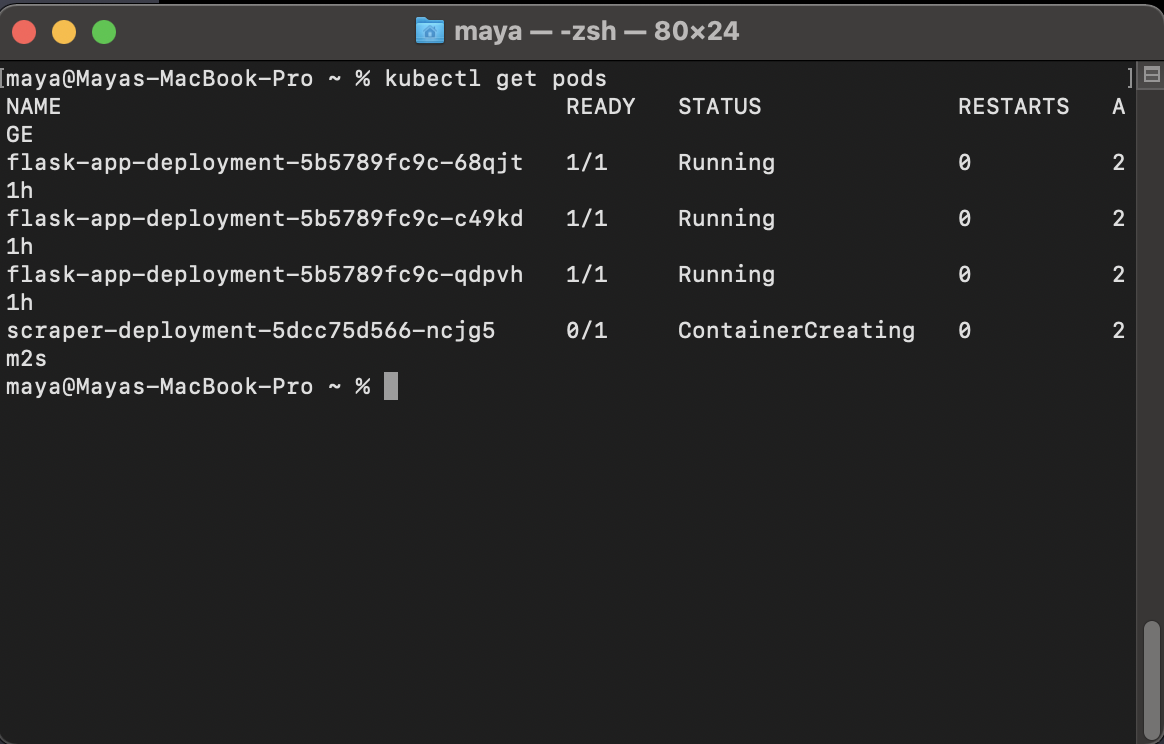 maya — -zsh — 80×24
[maya@Mayas-MacBook-Pro ~ % kubectl get pods ]
NAME READY STATUS RESTARTS A
GE
flask-app-deployment-5b5789fc9c-68qjt 1/1 Running 0 2
1h
flask-app-deployment-5b5789fc9c-c49kd 1/1 Running 0 2
1h
flask-app-deployment-5b5789fc9c-qdpvh 1/1 Running 0 2
1h
scraper-deployment-5dcc75d566-ncjg5 0/1 ContainerCreating 0 2
m2s
maya@Mayas-MacBook-Pro ~ %